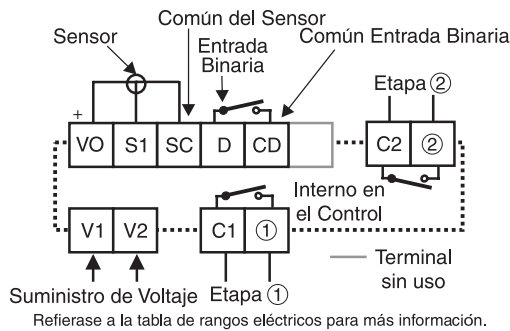 Común del Sensor
Sensor
Entrada
Binaria
Común Entrada Binaria
Etapa ②
+
VO S1 SC D CD
C2 ②
Interno en
el Control
V1 V2
C1 ①
Terminal
sin uso
Suministro de Voltaje
Etapa ①
Refierase a la tabla de rangos eléctricos para más información.